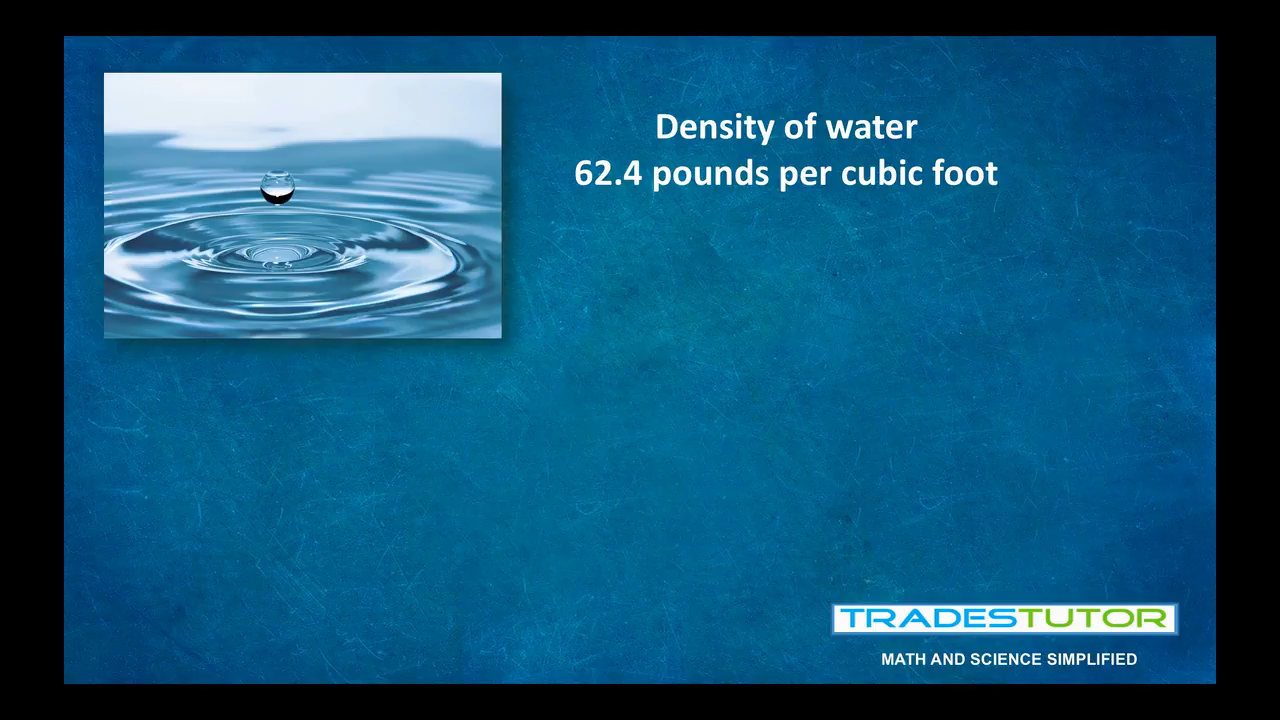 Density of water
62.4 pounds per cubic foot
TRADESTUTOR
MATH AND SCIENCE SIMPLIFIED